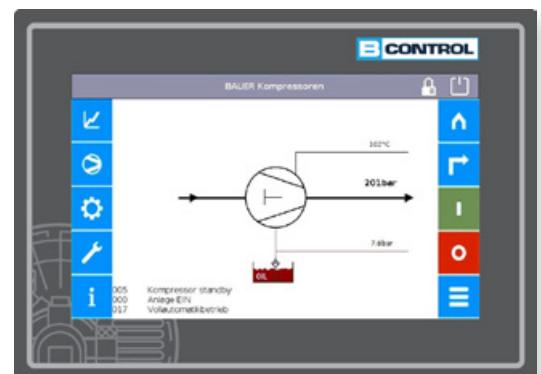 B CONTROL
BAUER Kompressoren
102°C
201bar
7.6bar
OIL
005 Kompressor standby
000 Anlage EIN
017 Vollautomatikbetrieb